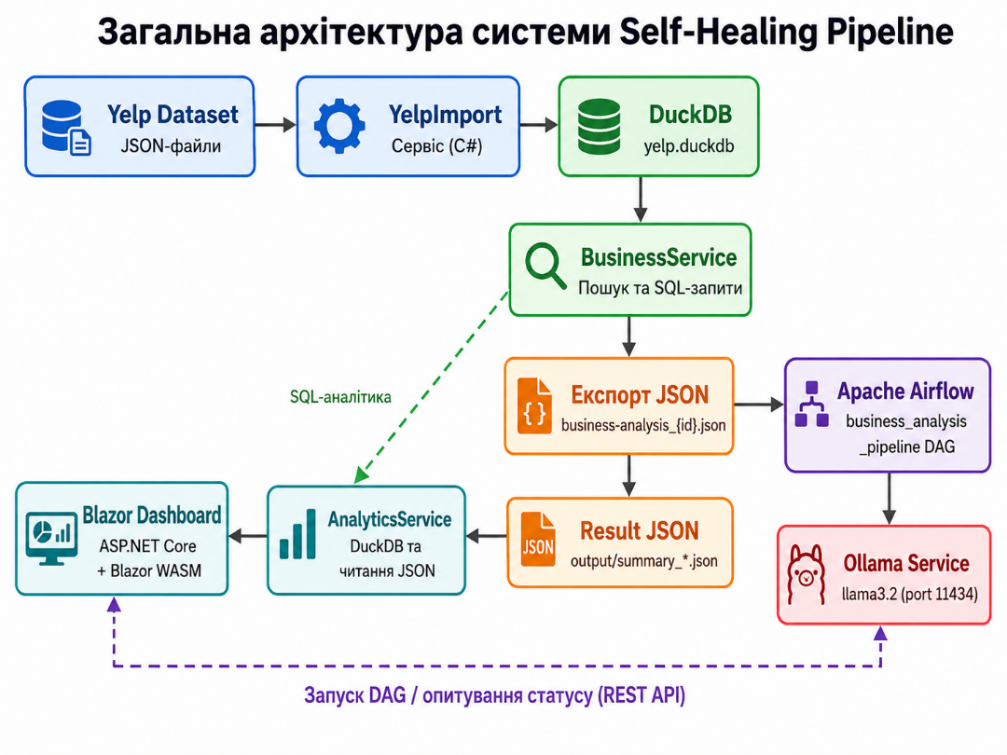 Загальна архітектура системи Self-Healing Pipeline
Yelp Dataset
JSON-файли
YelpImport
Сервіс (C#)
DuckDB
yelp.duckdb
BusinessService
Пошук та SQL-запити
SQL-аналітика
Експорт JSON
{ }
business-analysis_{id}.json
Apache Airflow
business_analysis
_pipeline DAG
Blazor Dashboard
ASP.NET Core
+ Blazor WASM
AnalyticsService
DuckDB та
читання JSON
Result JSON
JSON
output/summary_*.json
Ollama Service
llama3.2 (port 11434)
Запуск DAG / опитування статусу (REST API)